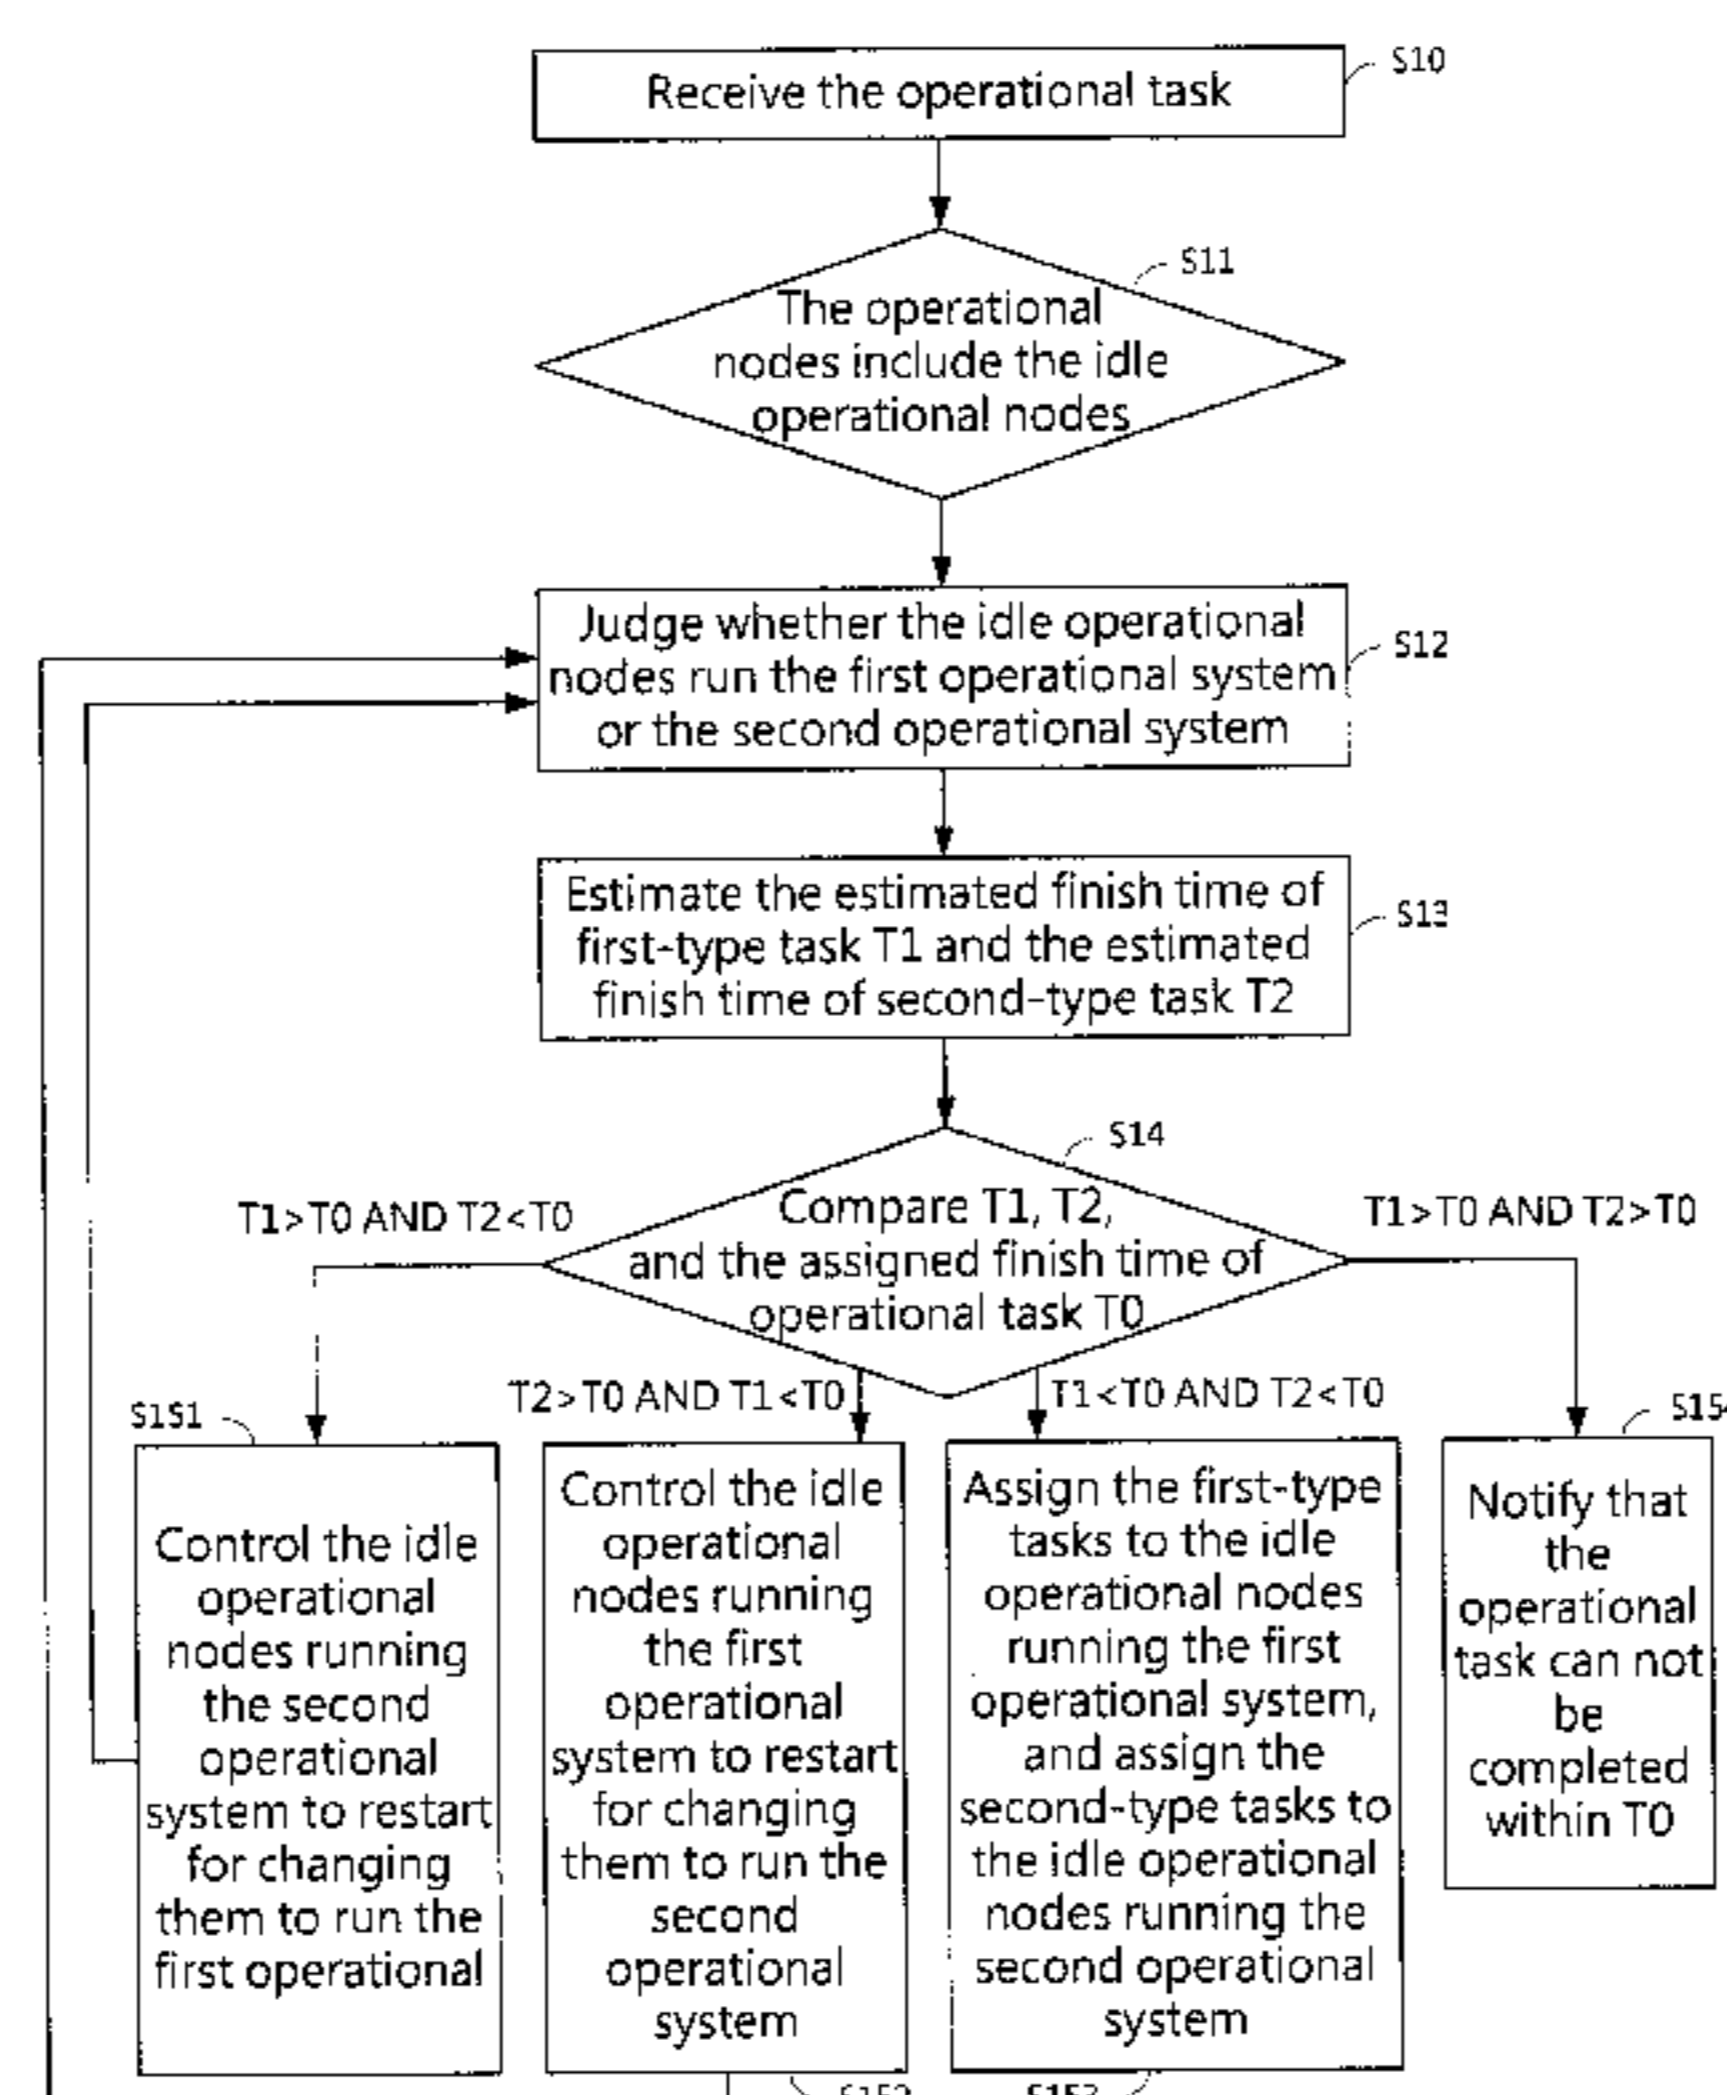 Receive the operational task
S10
S11
The operational
nodes include the idle
operational nodes
Judge whether the idle operational
nodes run the first operational system
or the second operational system
S12
Estimate the estimated finish time of
first-type task T1 and the estimated
finish time of second-type task T2
S13
S14
Compare T1, T2,
and the assigned finish time of
operational task T0
T1>T0 AND T2<T0
T1>T0 AND T2>T0
T2>T0 AND T1<T0
T1<T0 AND T2<T0
S151
Control the idle
operational
nodes running
the second
operational
system to restart
for changing
them to run the
first operational
Control the idle
operational
nodes running
the first
operational
system to restart
for changing
them to run the
second
operational
system
S152
Assign the first-type
tasks to the idle
operational nodes
running the first
operational system,
and assign the
second-type tasks to
the idle operational
nodes running the
second operational
system
S153
S154
Notify that
the
operational
task can not
be
completed
within T0